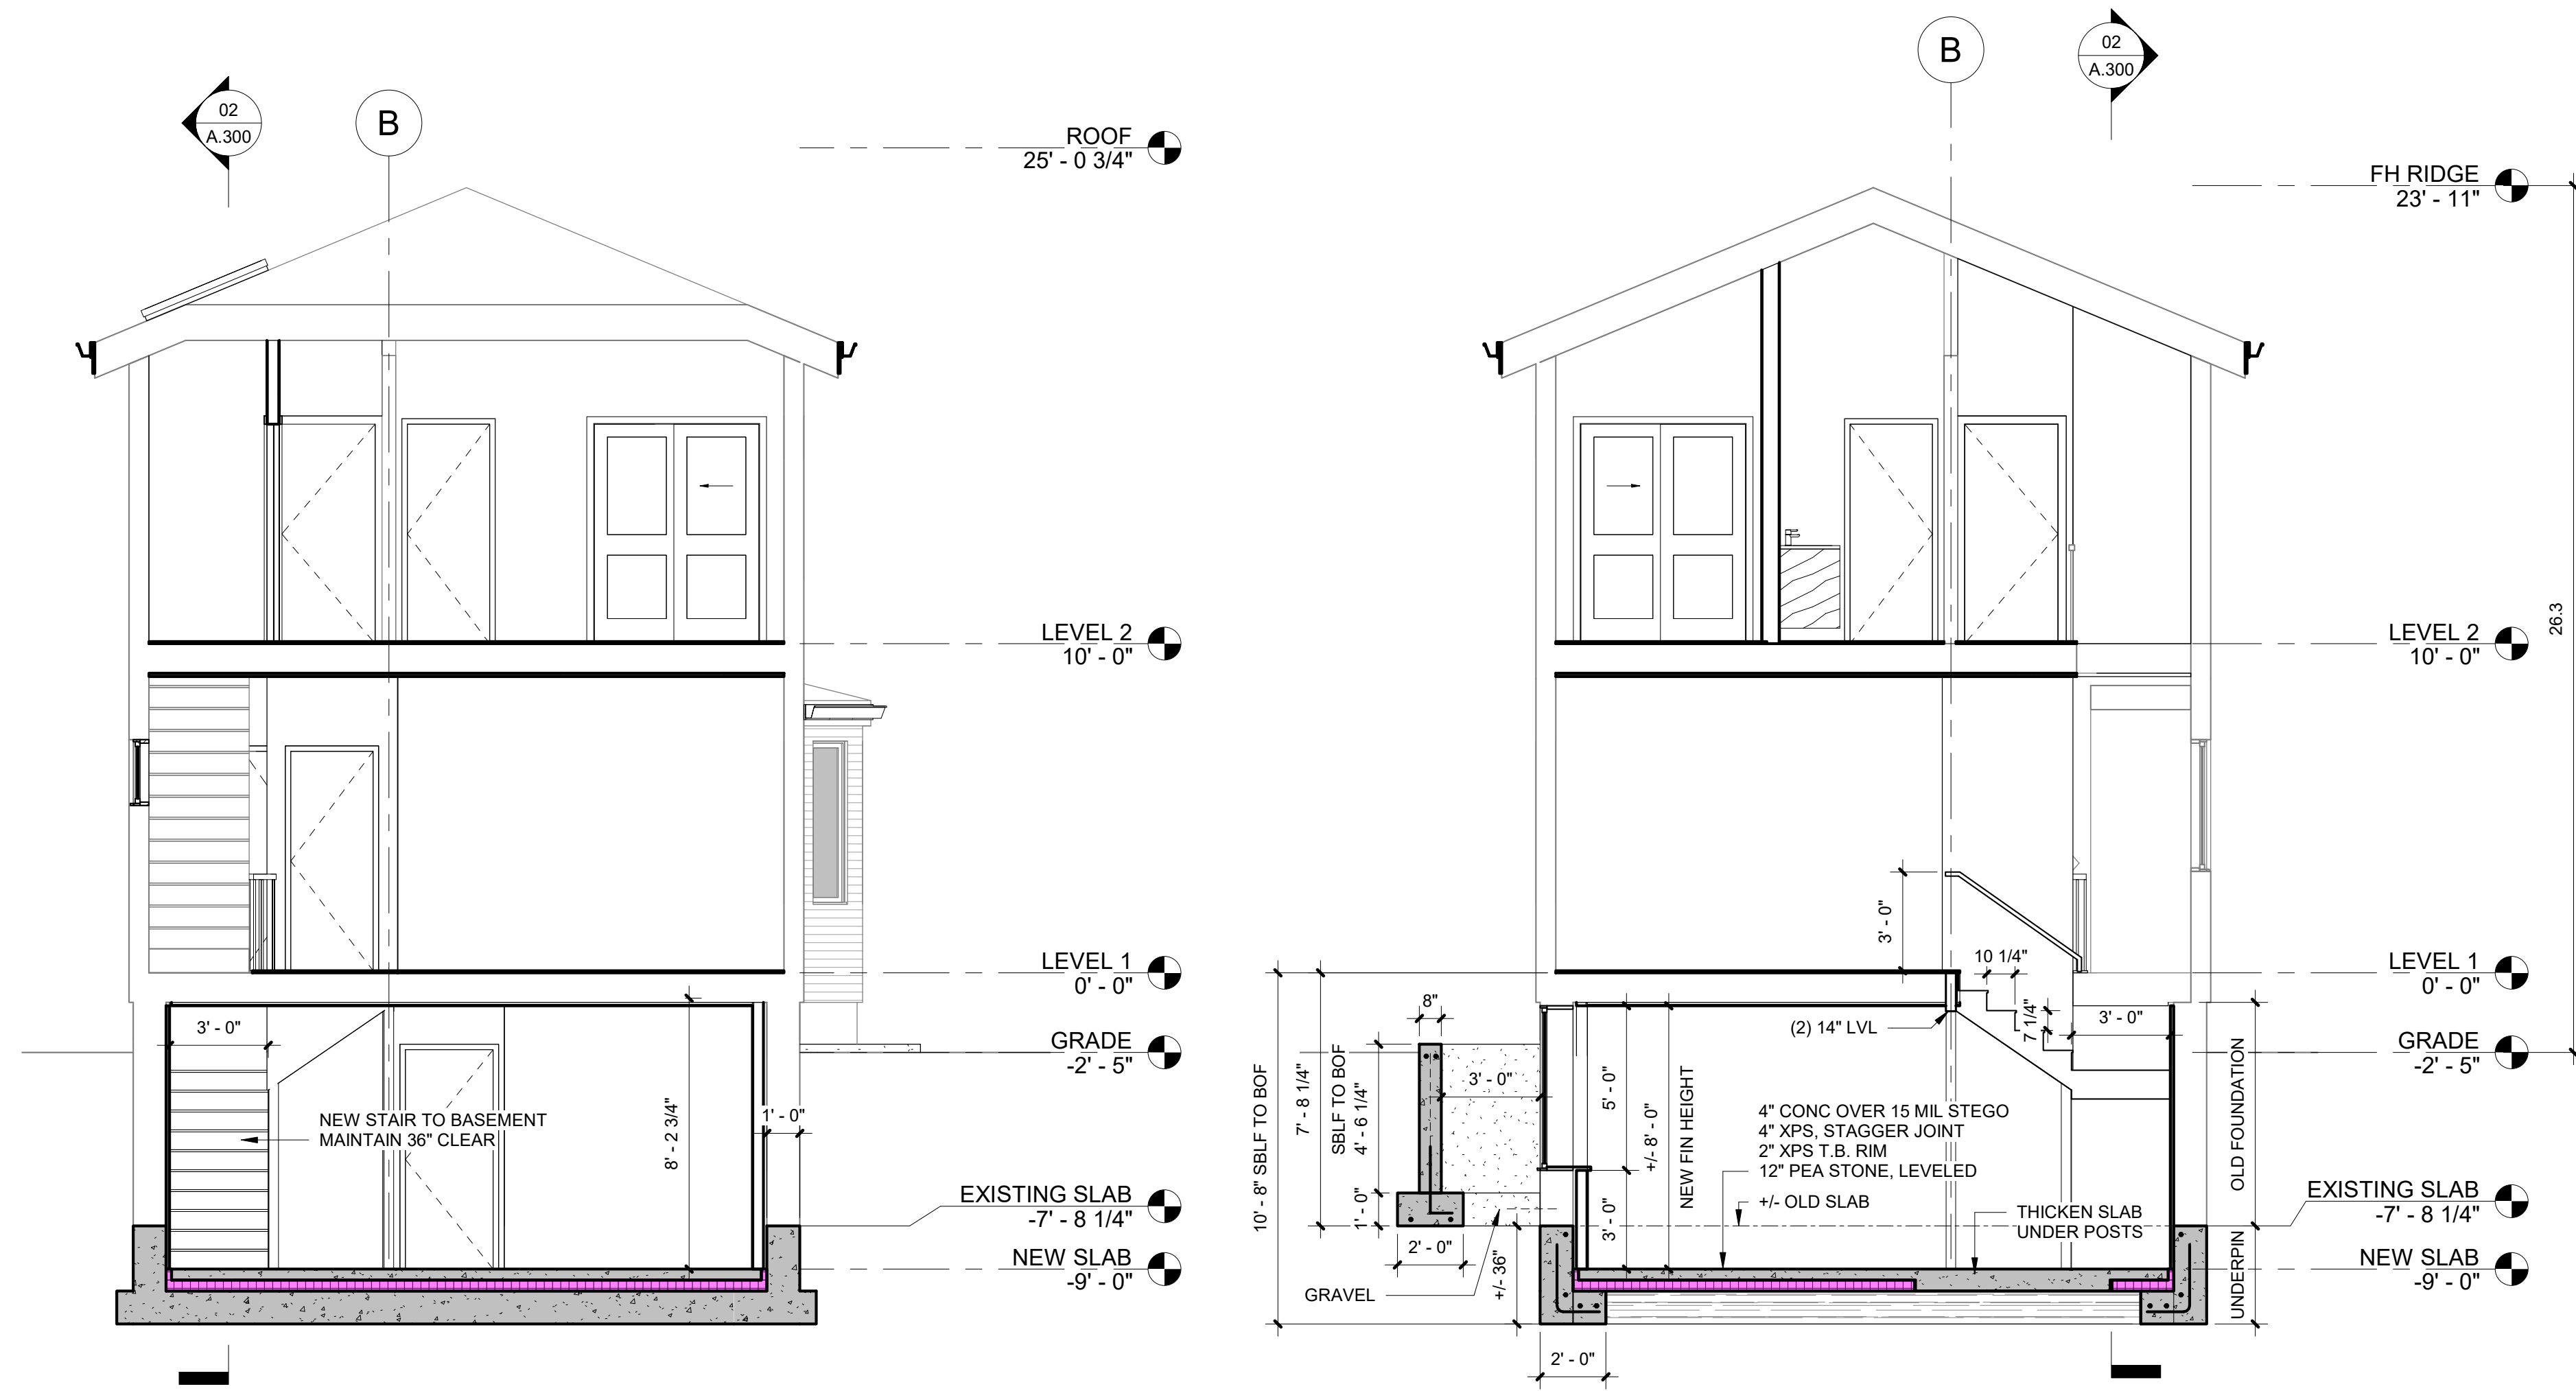 02
A.300
B
ROOF
25' - 0 3/4"
LEVEL 2
10' - 0"
LEVEL 1
0' - 0"
GRADE
-2' - 5"
EXISTING SLAB
-7' - 8 1/4"
NEW SLAB
-9' - 0"
3' - 0"
NEW STAIR TO BASEMENT
MAINTAIN 36" CLEAR
8' - 2 3/4"
1' - 0"
B
02
A.300
FH RIDGE
23' - 11"
26.3
LEVEL 2
10' - 0"
LEVEL 1
0' - 0"
GRADE
-2' - 5"
EXISTING SLAB
-7' - 8 1/4"
NEW SLAB
-9' - 0"
3' - 0"
10 1/4"
7 1/4"
3' - 0"
(2) 14" LVL
8"
3' - 0"
10' - 8" SBLF TO BOF
7' - 8 1/4"
SBLF TO BOF
4' - 6 1/4"
1' - 0"
2' - 0"
GRAVEL
+/- 36"
2' - 0"
5' - 0"
3' - 0"
+/- 8' - 0"
NEW FIN HEIGHT
4" CONC OVER 15 MIL STEGO
4" XPS, STAGGER JOINT
2" XPS T.B. RIM
12" PEA STONE, LEVELED
+/- OLD SLAB
THICKEN SLAB
UNDER POSTS
OLD FOUNDATION
UNDERPIN